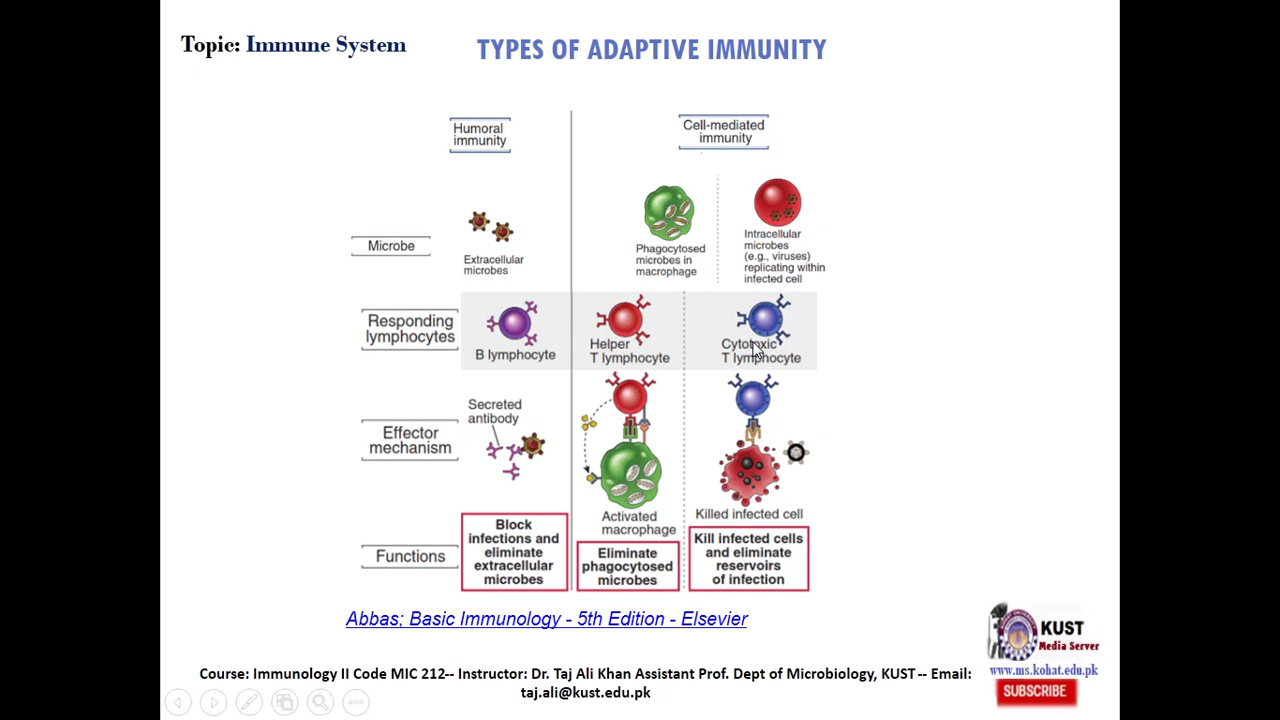 Topic: Immune System
TYPES OF ADAPTIVE IMMUNITY
Humoral
immunity
Cell-mediated
immunity
Microbe
Extracellular
microbes
Phagocytosed
microbes in
macrophage
Intracellular
microbes
(e.g., viruses)
replicating within
infected cell
Responding
lymphocytes
B lymphocyte
Helper
T lymphocyte
Cytotoxic
T lymphocyte
Effector
mechanism
Secreted
antibody
Activated
macrophage
Killed infected cell
Functions
Block
infections and
eliminate
extracellular
microbes
Eliminate
phagocytosed
microbes
Kill infected cells
and eliminate
reservoirs
of infection
Abbas; Basic Immunology - 5th Edition - Elsevier
KUST
Media Server
www.ms.kohat.edu.pk
SUBSCRIBE
Course: Immunology II Code MIC 212-- Instructor: Dr. Taj Ali Khan Assistant Prof. Dept of Microbiology, KUST -- Email:
taj.ali@kust.edu.pk